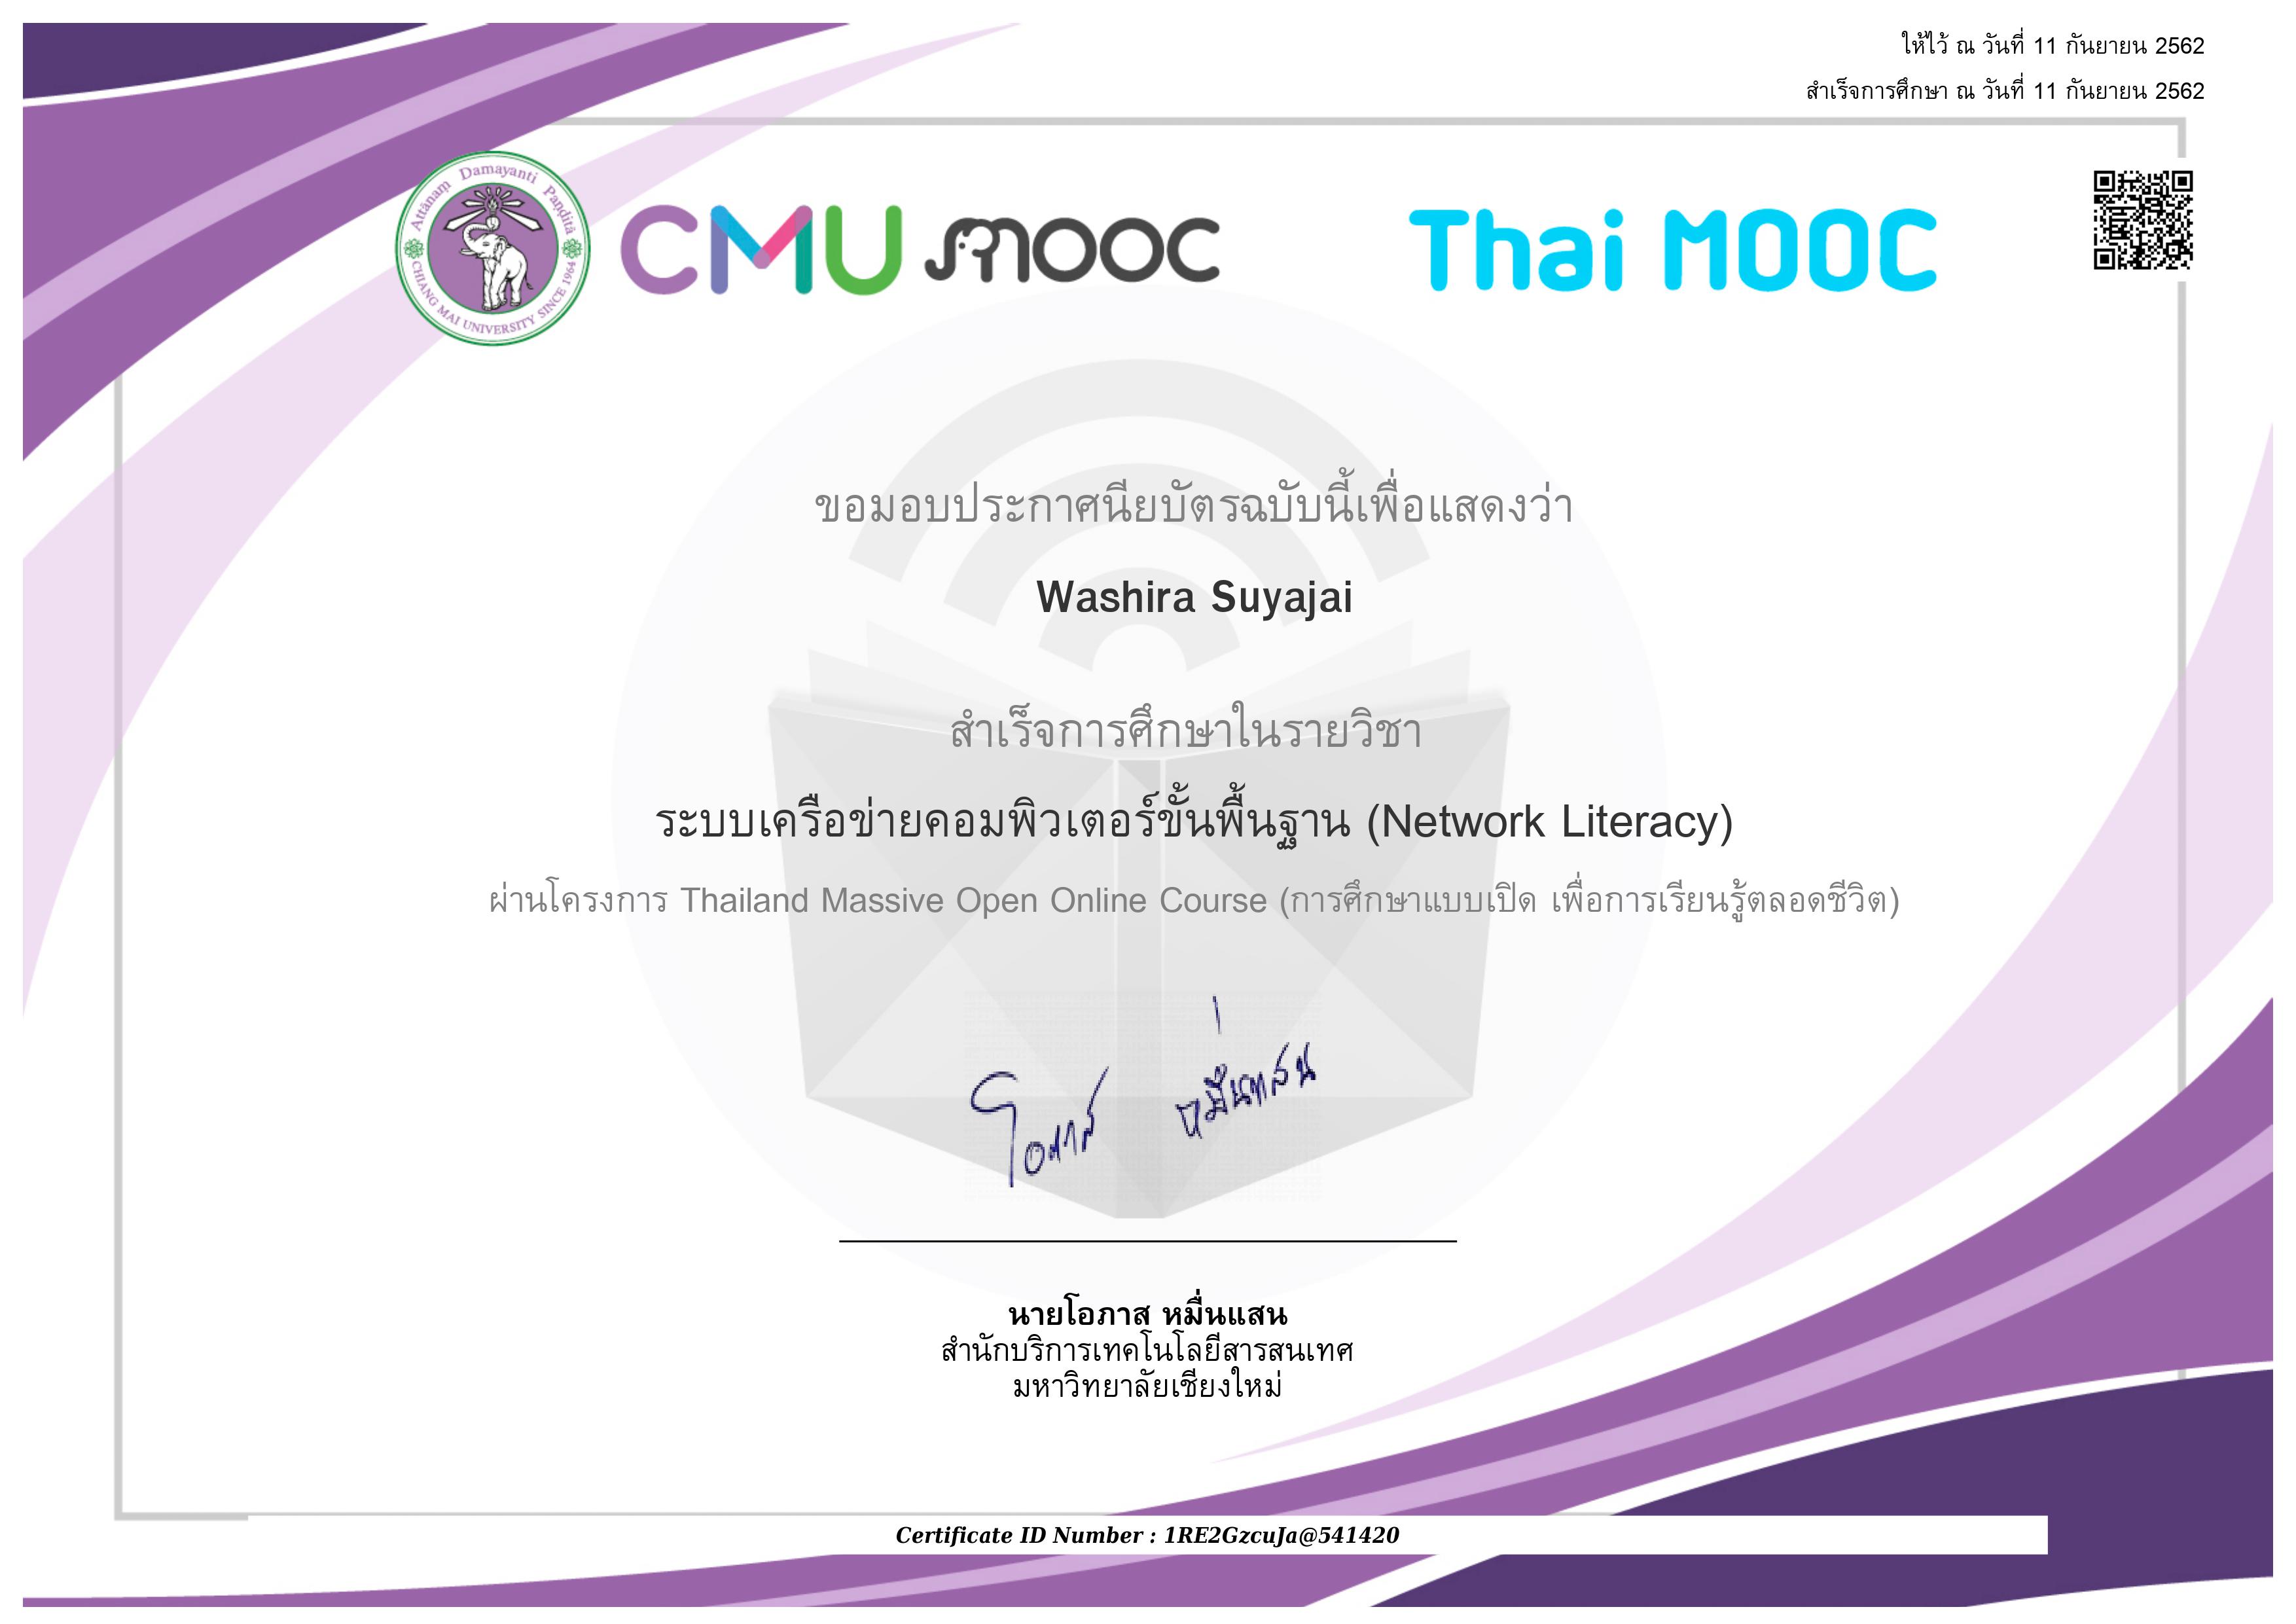 ให้ไว้ ณ วันที่ 11 กันยายน 2562
สำเร็จการศึกษา ณ วันที่ 11 กันยายน 2562
Attānaṃ Damayanti Paṇḍitā
CHIANG MAI UNIVERSITY SINCE 1964
CMU MOOC
Thai MOOC
ขอมอบประกาศนียบัตรฉบับนี้เพื่อแสดงว่า
Washira Suyajai
สำเร็จการศึกษาในรายวิชา
ระบบเครือข่ายคอมพิวเตอร์ขั้นพื้นฐาน (Network Literacy)
ผ่านโครงการ Thailand Massive Open Online Course (การศึกษาแบบเปิด เพื่อการเรียนรู้ตลอดชีวิต)
โอภาส หมื่นแสน
นายโอภาส หมื่นแสน
สำนักบริการเทคโนโลยีสารสนเทศ
มหาวิทยาลัยเชียงใหม่
Certificate ID Number : 1RE2GzcuJa@541420